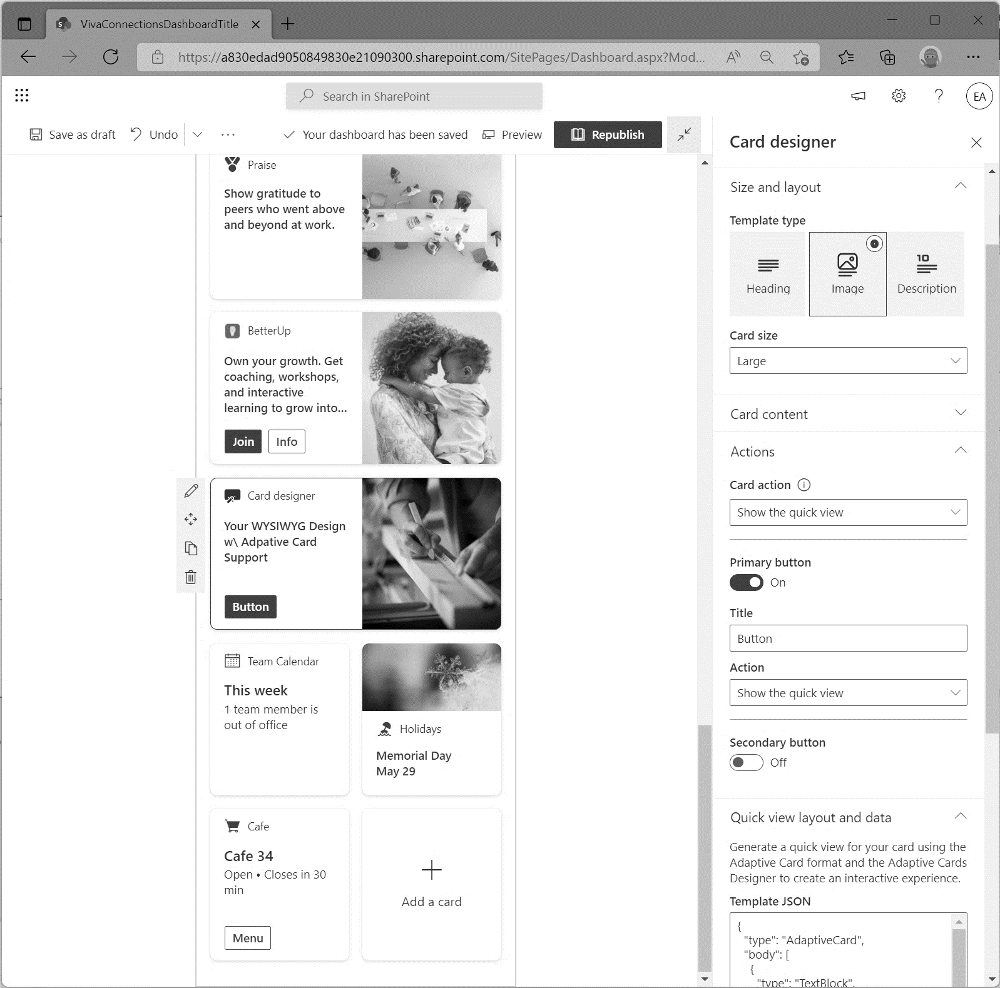 VivaConnectionsDashboardTitle
https://a830edad9050849830e21090300.sharepoint.com/SitePages/Dashboard.aspx?Mod...
Search in SharePoint
EA
Save as draft
Undo
Your dashboard has been saved
Preview
Republish
Praise
Show gratitude to
peers who went above
and beyond at work.
BetterUp
Own your growth. Get
coaching, workshops,
and interactive
learning to grow into...
Join
Info
Card designer
Your WYSIWYG Design
w\ Adpative Card
Support
Button
Team Calendar
This week
1 team member is
out of office
Holidays
Memorial Day
May 29
Cafe
Cafe 34
Open • Closes in 30
min
Menu
Add a card
Card designer
Size and layout
Template type
Heading
Image
10
Description
Card size
Large
Card content
Actions
Card action
Show the quick view
Primary button
On
Title
Button
Action
Show the quick view
Secondary button
Off
Quick view layout and data
Generate a quick view for your card using the
Adaptive Card format and the Adaptive Cards
Designer to create an interactive experience.
Template JSON
{
"type": "AdaptiveCard",
"body": [
{
"type": "TextBlock",